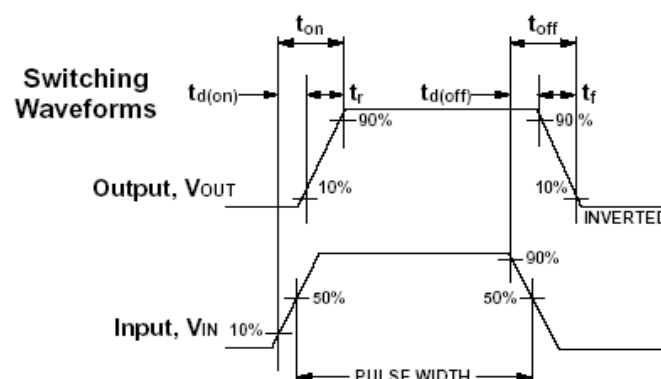 ton
toff
Switching
Waveforms
td(on)
tr
td(off)
tf
90%
90%
Output, VOUT
10%
10%
INVERTED
90%
50%
50%
Input, VIN
10%
PULSE WIDTH